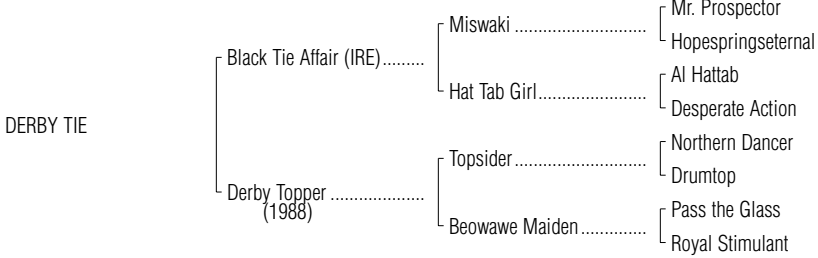 Mr. Prospector
Miswaki ............................
Hopespringseternal
Black Tie Affair (IRE).........
Al Hattab
Hat Tab Girl.......................
Desperate Action
DERBY TIE
Northern Dancer
Topsider............................
Drumtop
Derby Topper ....................
(1988)
Pass the Glass
Beowawe Maiden..............
Royal Stimulant